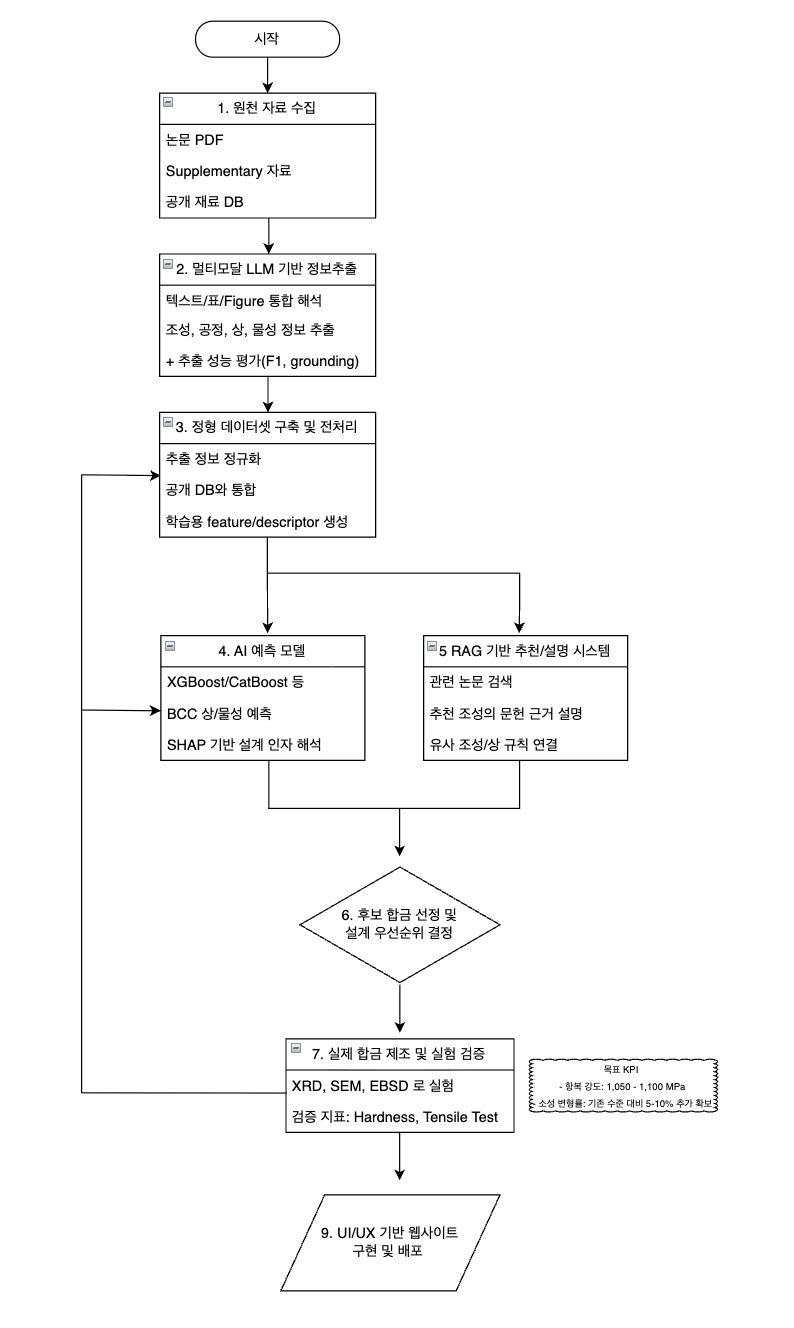 시작
1. 원천 자료 수집
논문 PDF
Supplementary 자료
공개 재료 DB
2. 멀티모달 LLM 기반 정보추출
텍스트/표/Figure 통합 해석
조성, 공정, 상, 물성 정보 추출
+ 추출 성능 평가(F1, grounding)
3. 정형 데이터셋 구축 및 전처리
추출 정보 정규화
공개 DB와 통합
학습용 feature/descriptor 생성
4. AI 예측 모델
XGBoost/CatBoost 등
BCC 상/물성 예측
SHAP 기반 설계 인자 해석
5 RAG 기반 추천/설명 시스템
관련 논문 검색
추천 조성의 문헌 근거 설명
유사 조성/상 규칙 연결
6. 후보 합금 선정 및
설계 우선순위 결정
7. 실제 합금 제조 및 실험 검증
XRD, SEM, EBSD 로 실험
검증 지표: Hardness, Tensile Test
목표 KPI
- 항복 강도: 1,050 - 1,100 MPa
- 소성 변형률: 기존 수준 대비 5-10% 추가 확보
9. UI/UX 기반 웹사이트
구현 및 배포